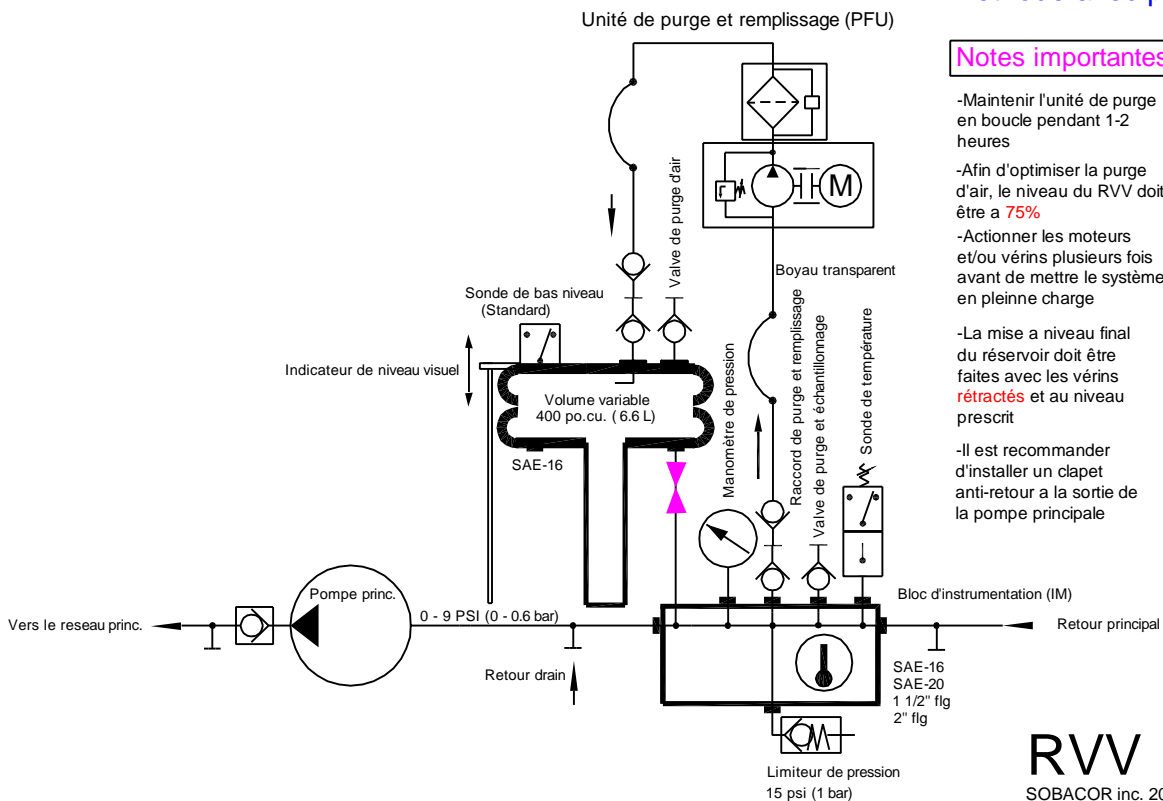 Unité de purge et remplissage (PFU)
Notes importantes
-Maintenir l'unité de purge
en boucle pendant 1-2
heures
-Afin d'optimiser la purge
d'air, le niveau du RVV doit
être a 75%
-Actionner les moteurs
et/ou vérins plusieurs fois
avant de mettre le système
en pleinne charge
-La mise a niveau final
du réservoir doit être
faites avec les vérins
rétractés et au niveau
prescrit
-Il est recommander
d'installer un clapet
anti-retour a la sortie de
la pompe principale
M
Valve de purge d'air
Boyau transparent
Sonde de bas niveau
(Standard)
Indicateur de niveau visuel
Volume variable
400 po.cu. ( 6.6 L)
SAE-16
Manomètre de pression
Raccord de purge et remplissage
Valve de purge et échantillonnage
Sonde de température
Pompe princ.
0 - 9 PSI (0 - 0.6 bar)
Bloc d'instrumentation (IM)
Vers le reseau princ.
Retour principal
Retour drain
SAE-16
SAE-20
1 1/2" flg
2" flg
Limiteur de pression
15 psi (1 bar)
RVV
SOBACOR inc. 20